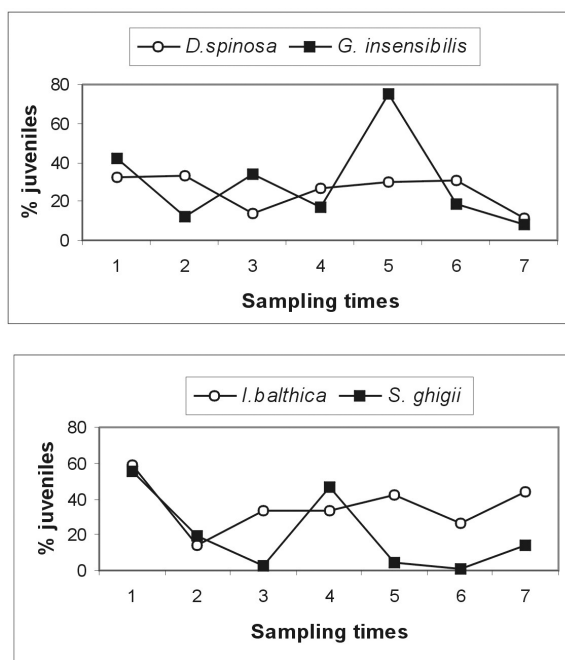 D.spinosa G. insensibilis
80
60
40
20
0
% juveniles
1 2 3 4 5 6 7
Sampling times
I.balthica S. ghigii
80
60
40
20
0
% juveniles
1 2 3 4 5 6 7
Sampling times